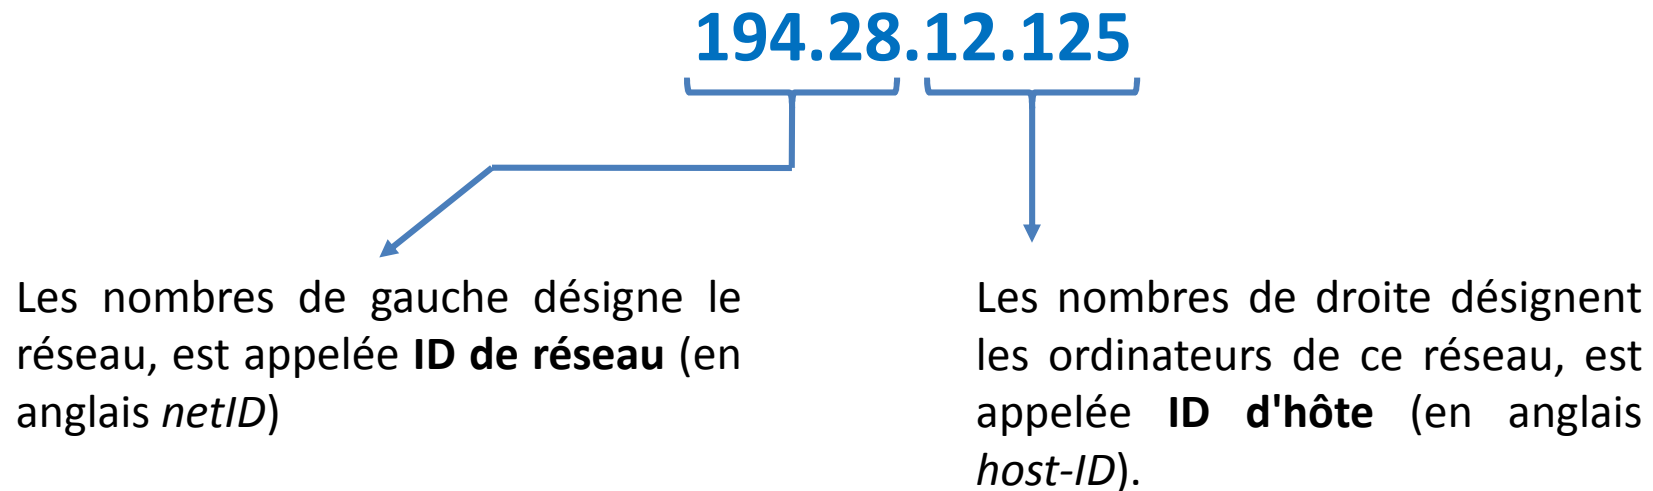 194.28.12.125
Les nombres de gauche désigne le
réseau, est appelée ID de réseau (en
anglais netID)
Les nombres de droite désignent
les ordinateurs de ce réseau, est
appelée ID d'hôte (en anglais
host-ID).